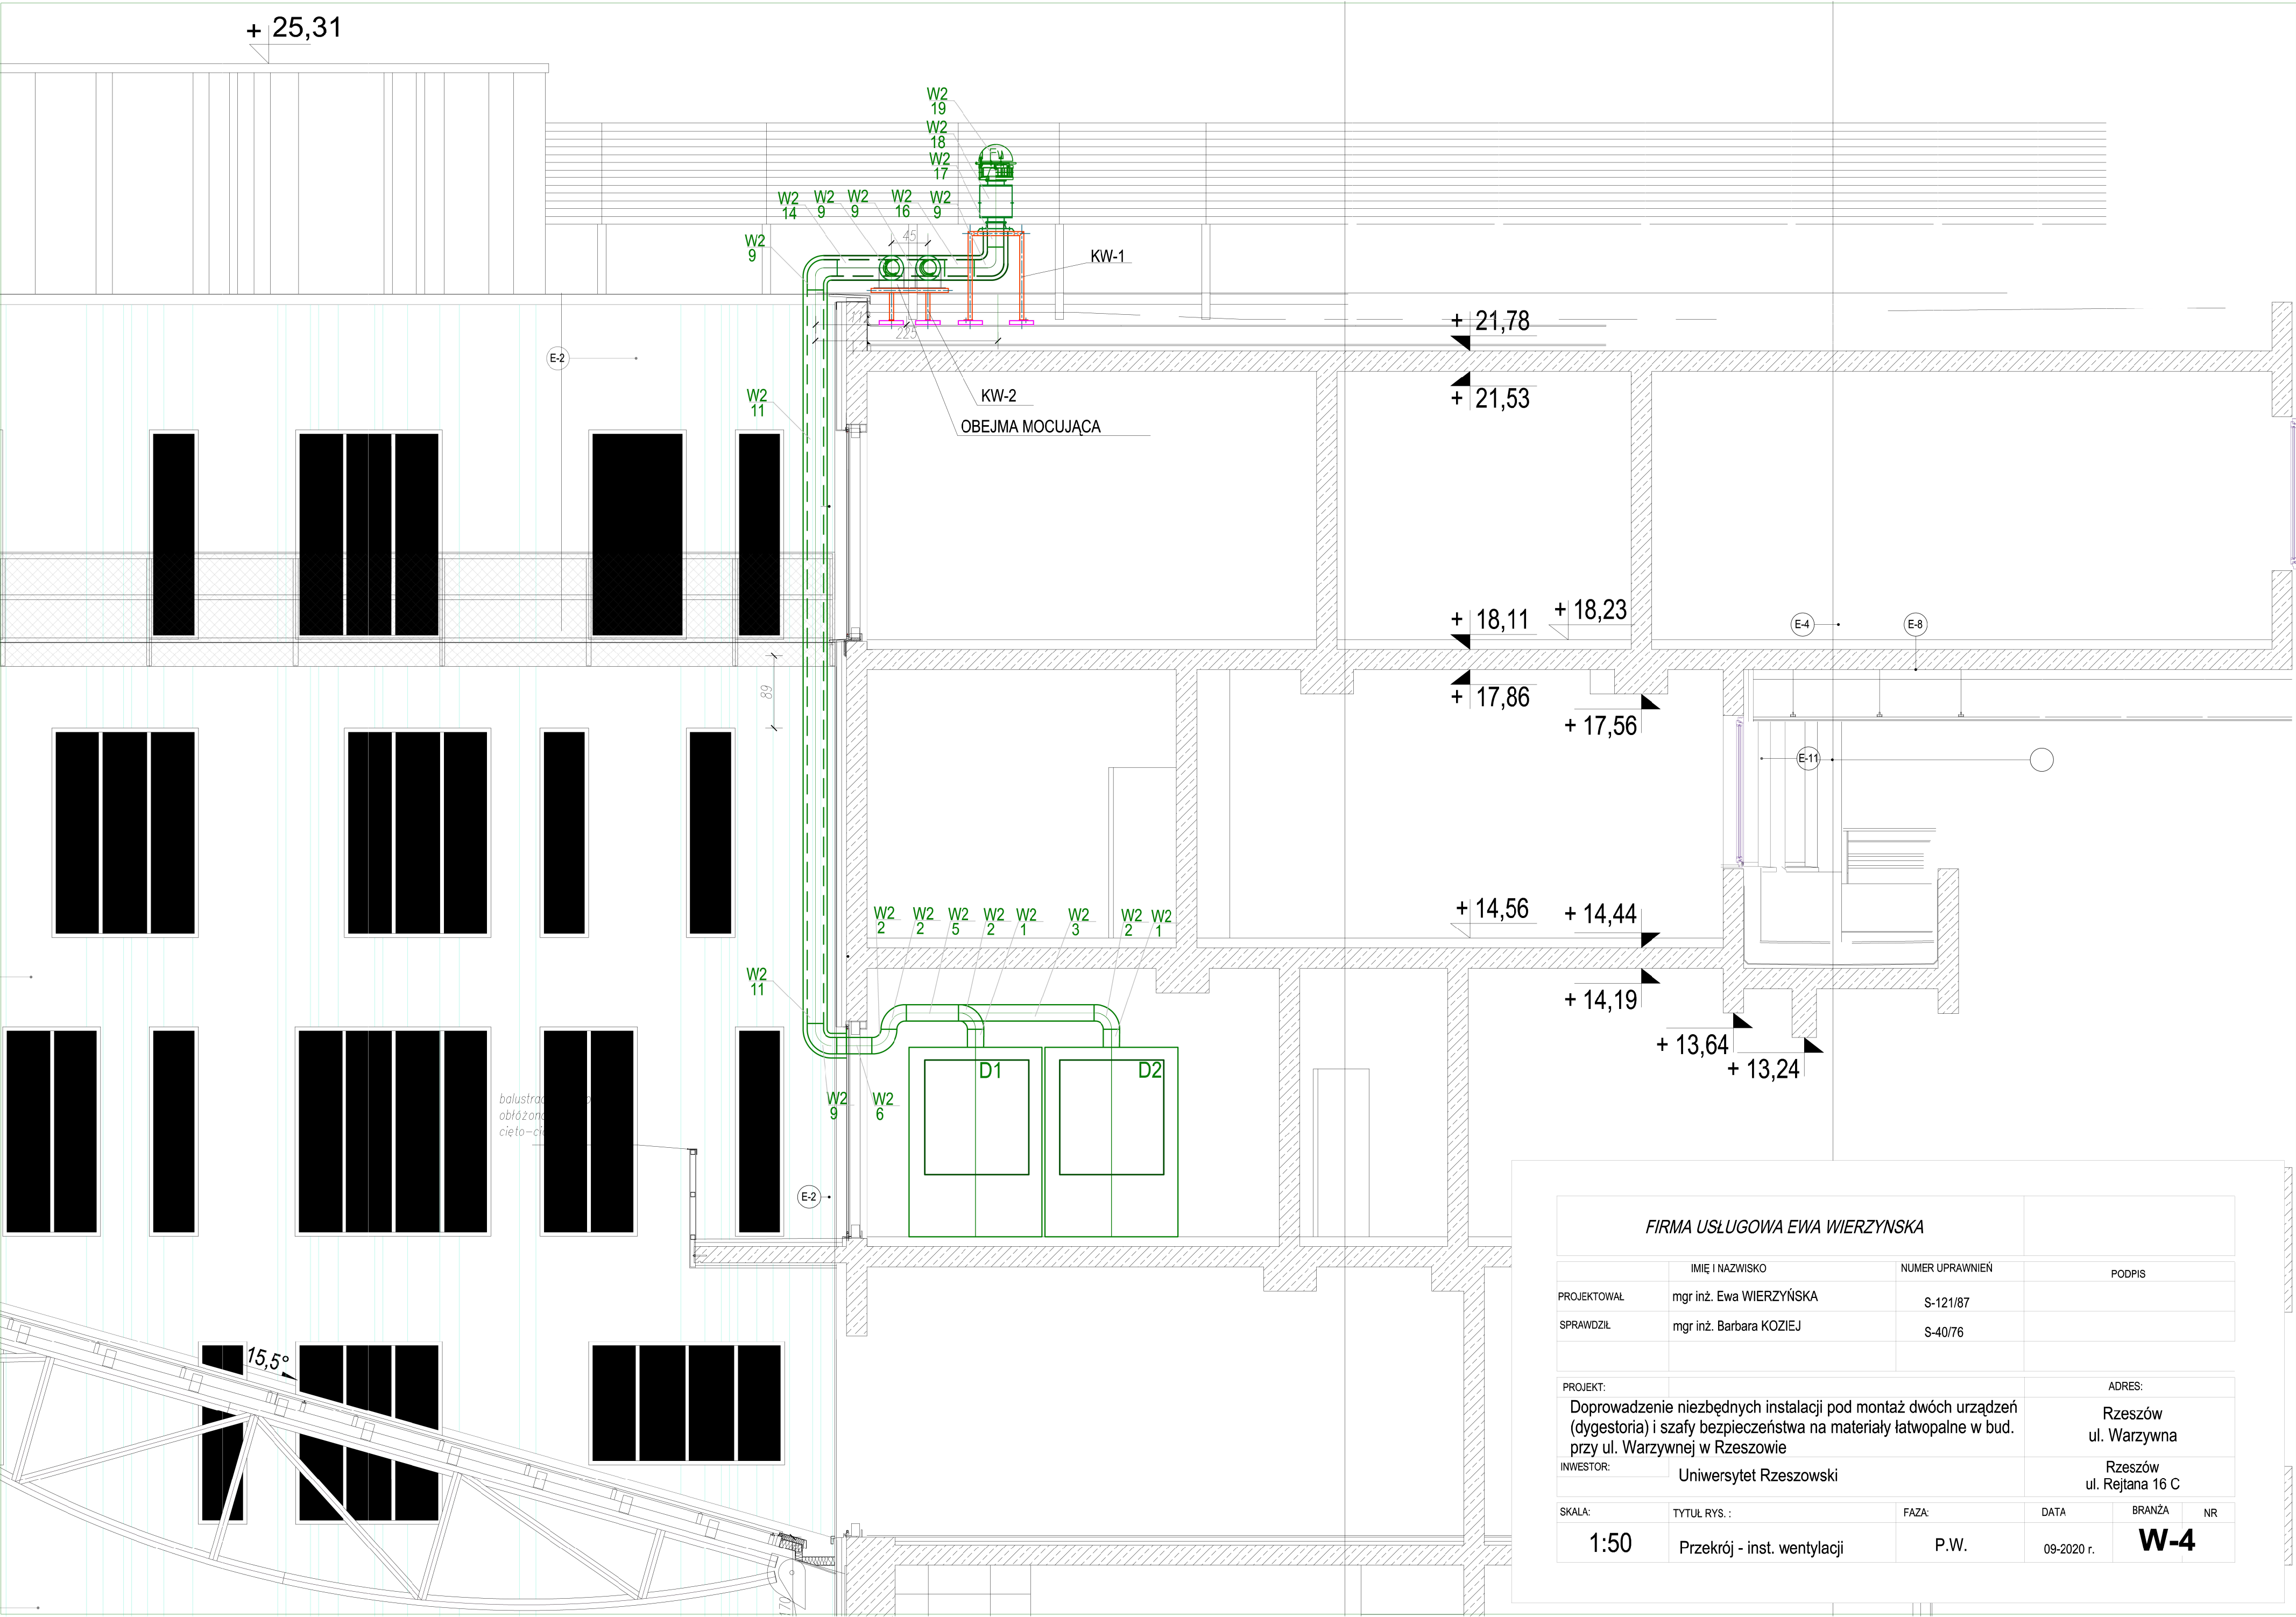 + 25,31
W2
19
W2
18
W2
17
W2
14
W2
9
W2
9
W2
16
W2
9
W2
9
45
KW-1
225
E-2
KW-2
OBEJMA MOCUJĄCA
W2
11
+ 21,78
+ 21,53
+ 18,11
+ 18,23
E-4
E-8
+ 17,86
+ 17,56
89
E-11
W2
2
W2
2
W2
5
W2
2
W2
1
W2
3
W2
2
W2
1
+ 14,56
+ 14,44
+ 14,19
+ 13,64
+ 13,24
W2
11
D1
D2
W2
9
W2
6
E-2
15,5°
170
FIRMA USŁUGOWA EWA WIERZYNSKA
IMIĘ I NAZWISKO NUMER UPRAWNIEŃ PODPIS
PROJEKTOWAŁ mgr inż. Ewa WIERZYŃSKA S-121/87
SPRAWDZIŁ mgr inż. Barbara KOZIEJ S-40/76
PROJEKT:
Doprowadzenie niezbędnych instalacji pod montaż dwóch urządzeń
(dygestoria) i szafy bezpieczeństwa na materiały łatwopalne w bud.
przy ul. Warzywnej w Rzeszowie
ADRES:
Rzeszów
ul. Warzywna
INWESTOR: Uniwersytet Rzeszowski
Rzeszów
ul. Rejtana 16 C
SKALA: TYTUŁ RYS. : FAZA: DATA BRANŻA NR
1:50 Przekrój - inst. wentylacji P.W. 09-2020 r. W-4